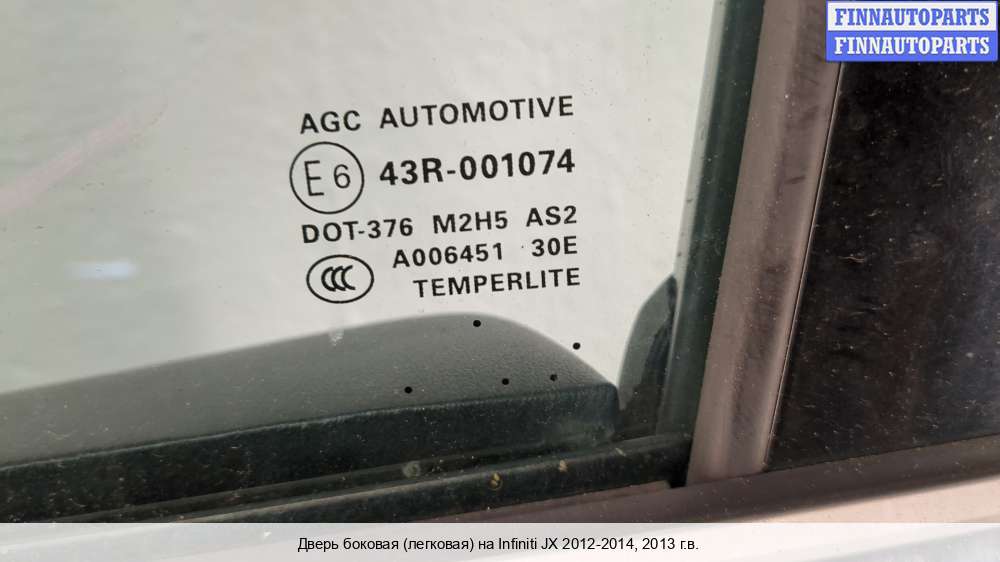 FINNAUTOPARTS
FINNAUTOPARTS
AGC AUTOMOTIVE
E6 43R-001074
DOT-376 M2H5 AS2
A006451 30E
CCC TEMPERLITE
Дверь боковая (легковая) на Infiniti JX 2012-2014, 2013 г.в.